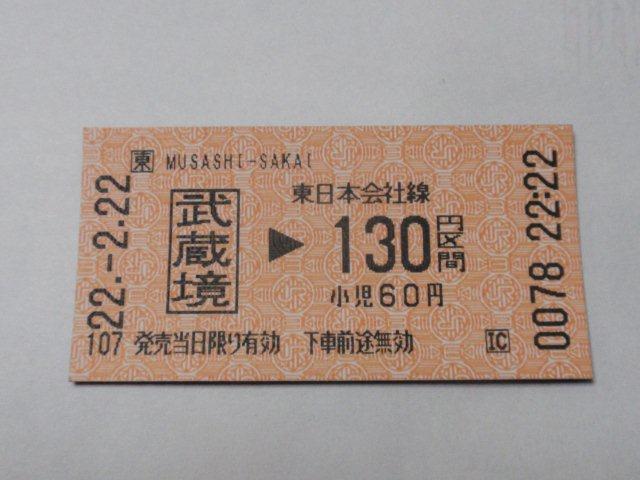 東 MUSASHI-SAKAI
22.-2.22
武蔵境
東日本会社線
▶ 130円区間
小児60円
107 発売当日限り有効 下車前途無効 IC
0078 22:22